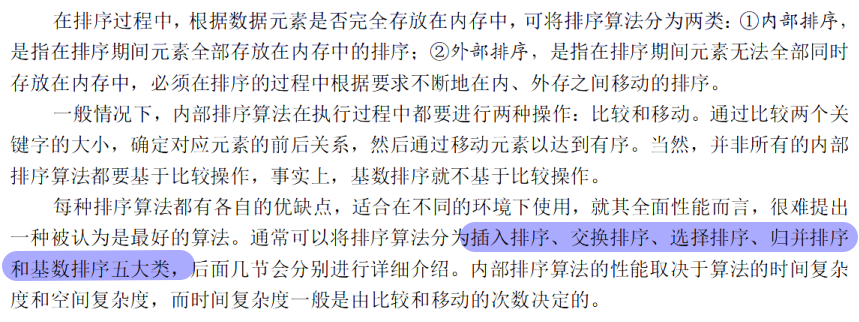 在排序过程中，根据数据元素是否完全存放在内存中，可将排序算法分为两类：①内部排序，
是指在排序期间元素全部存放在内存中的排序；②外部排序，是指在排序期间元素无法全部同时
存放在内存中，必须在排序的过程中根据要求不断地在内、外存之间移动的排序。
一般情况下，内部排序算法在执行过程中都要进行两种操作：比较和移动。通过比较两个关
键字的大小，确定对应元素的前后关系，然后通过移动元素以达到有序。当然，并非所有的内部
排序算法都要基于比较操作，事实上，基数排序就不基于比较操作。
每种排序算法都有各自的优缺点，适合在不同的环境下使用，就其全面性能而言，很难提出
一种被认为是最好的算法。通常可以将排序算法分为插入排序、交换排序、选择排序、归并排序
和基数排序五大类，后面几节会分别进行详细介绍。内部排序算法的性能取决于算法的时间复杂
度和空间复杂度，而时间复杂度一般是由比较和移动的次数决定的。